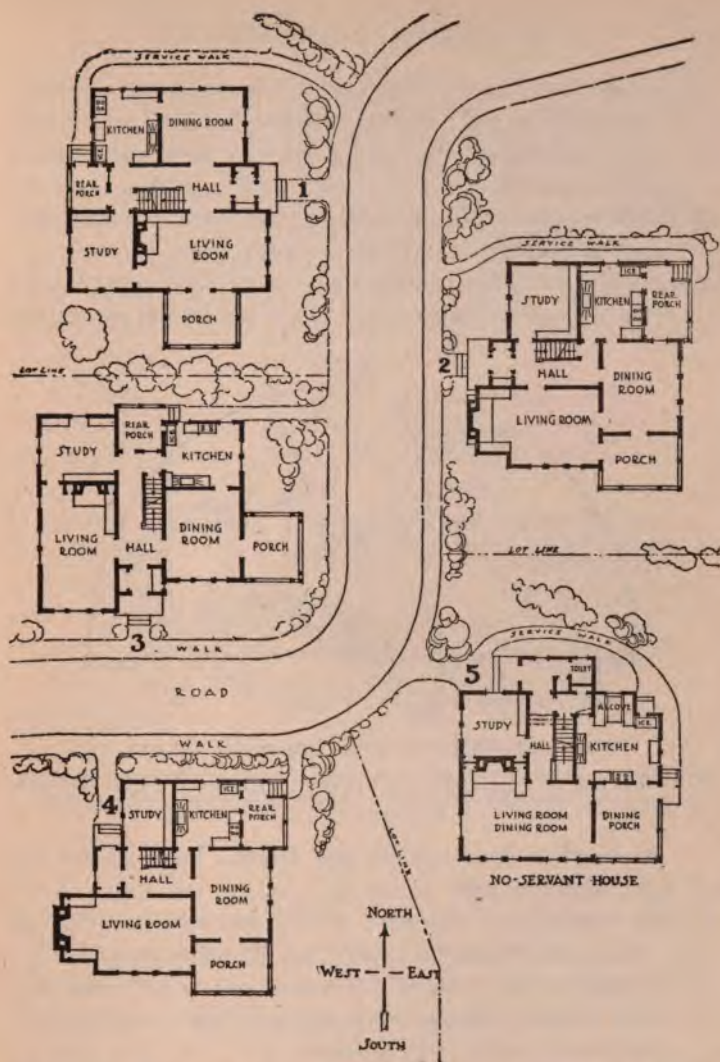 SERVICE WALK
KITCHEN
DINING ROOM
ICE
REAR
PORCH
HALL
1
STUDY
LIVING
ROOM
PORCH
LOT LINE
SERVICE WALK
STUDY
ICE
KITCHEN
REAR
PORCH
2
HALL
DINING
ROOM
LIVING ROOM
PORCH
LOT LINE
STUDY
REAR
PORCH
ICE
KITCHEN
LIVING
ROOM
HALL
DINING
ROOM
PORCH
3
WALK
ROAD
WALK
SERVICE WALK
5
TOILET
STUDY
ALCOVE
ICE
HALL
KITCHEN
LIVING ROOM
DINING ROOM
DINING
PORCH
NO-SERVANT HOUSE
4
STUDY
ICE
KITCHEN
REAR
PORCH
HALL
DINING
ROOM
LIVING ROOM
PORCH
LOT LINE
NORTH
WEST
EAST
SOUTH